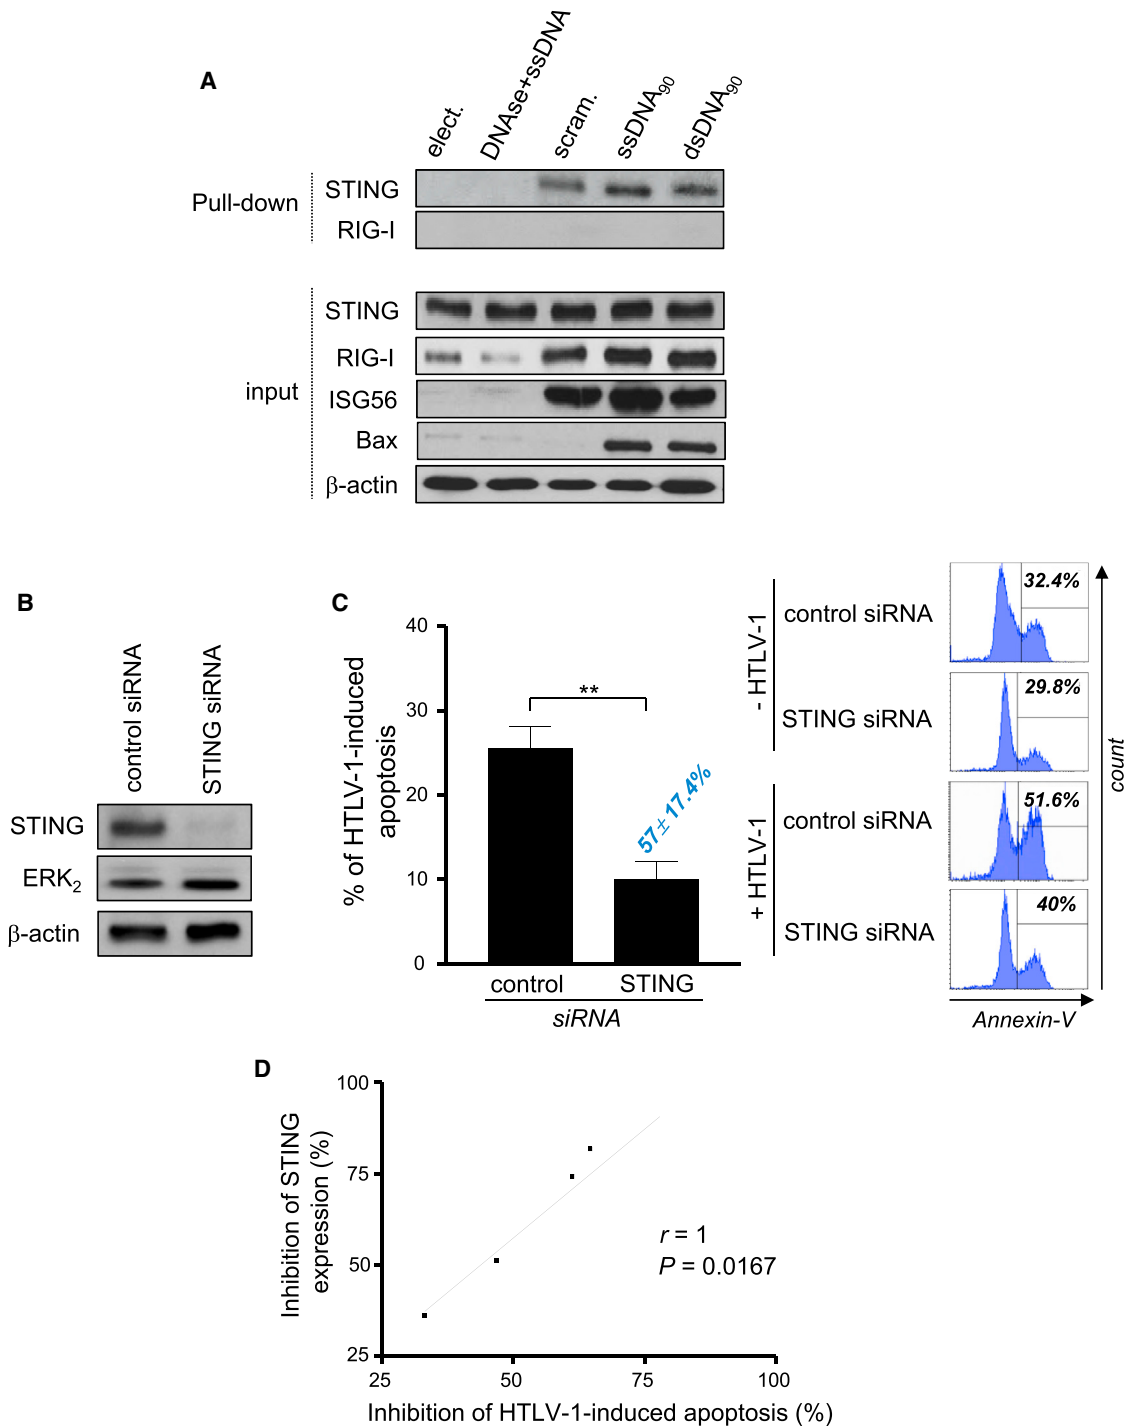 A
elect.
DNAse+ssDNA
scram.
ssDNA90
dsDNA90
Pull-down
STING
RIG-I
input
STING
RIG-I
ISG56
Bax
β-actin
B
control siRNA
STING siRNA
STING
ERK2
β-actin
C
% of HTLV-1-induced
apoptosis
40
30
20
10
0
**
57±17.4%
control
STING
siRNA
- HTLV-1
control siRNA
32.4%
STING siRNA
29.8%
+ HTLV-1
control siRNA
51.6%
STING siRNA
40%
count
Annexin-V
D
Inhibition of STING
expression (%)
100
75
50
25
25
50
75
100
r = 1
P = 0.0167
Inhibition of HTLV-1-induced apoptosis (%)